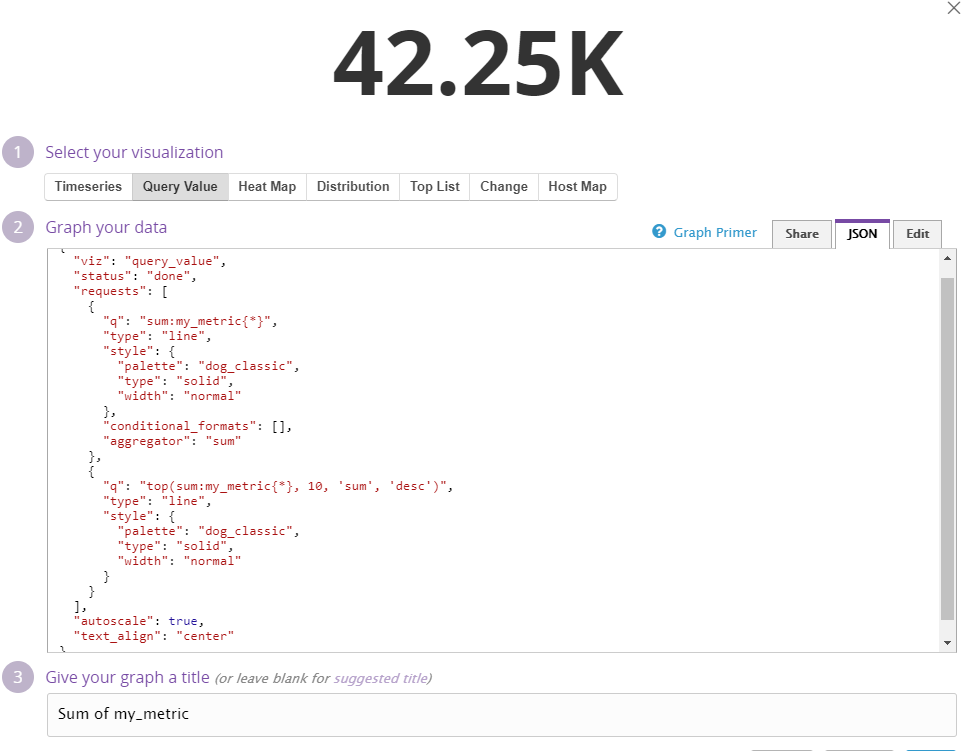 42.25K
1 Select your visualization
Timeseries Query Value Heat Map Distribution Top List Change Host Map
2 Graph your data
? Graph Primer Share JSON Edit
{
"viz": "query_value",
"status": "done",
"requests": [
{
"q": "sum:my_metric{*}",
"type": "line",
"style": {
"palette": "dog_classic",
"type": "solid",
"width": "normal"
},
"conditional_formats": [],
"aggregator": "sum"
},
{
"q": "top(sum:my_metric{*}, 10, 'sum', 'desc')",
"type": "line",
"style": {
"palette": "dog_classic",
"type": "solid",
"width": "normal"
}
}
],
"autoscale": true,
"text_align": "center"
}
3 Give your graph a title (or leave blank for suggested title)
Sum of my_metric